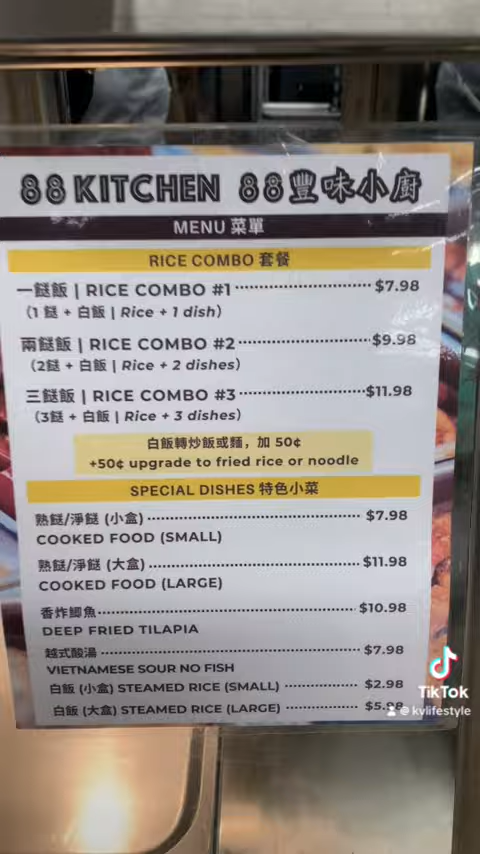 88 KITCHEN 88豐味小廚
MENU 菜單
RICE COMBO 套餐
一餸飯 | RICE COMBO #1 $7.98
(1 餸 + 白飯 | Rice + 1 dish)
兩餸飯 | RICE COMBO #2 $9.98
(2餸 + 白飯 | Rice + 2 dishes)
三餸飯 | RICE COMBO #3 $11.98
(3餸 + 白飯 | Rice + 3 dishes)
白飯轉炒飯或麵，加 50¢
+50¢ upgrade to fried rice or noodle
SPECIAL DISHES 特色小菜
熟餸/淨餸 (小盒) $7.98
COOKED FOOD (SMALL)
熟餸/淨餸 (大盒) $11.98
COOKED FOOD (LARGE)
香炸鯽魚 $10.98
DEEP FRIED TILAPIA
越式酸湯 $7.98
VIETNAMESE SOUR NO FISH
白飯 (小盒) STEAMED RICE (SMALL) $2.98
白飯 (大盒) STEAMED RICE (LARGE) $5.98
TikTok
@kvlifestyle